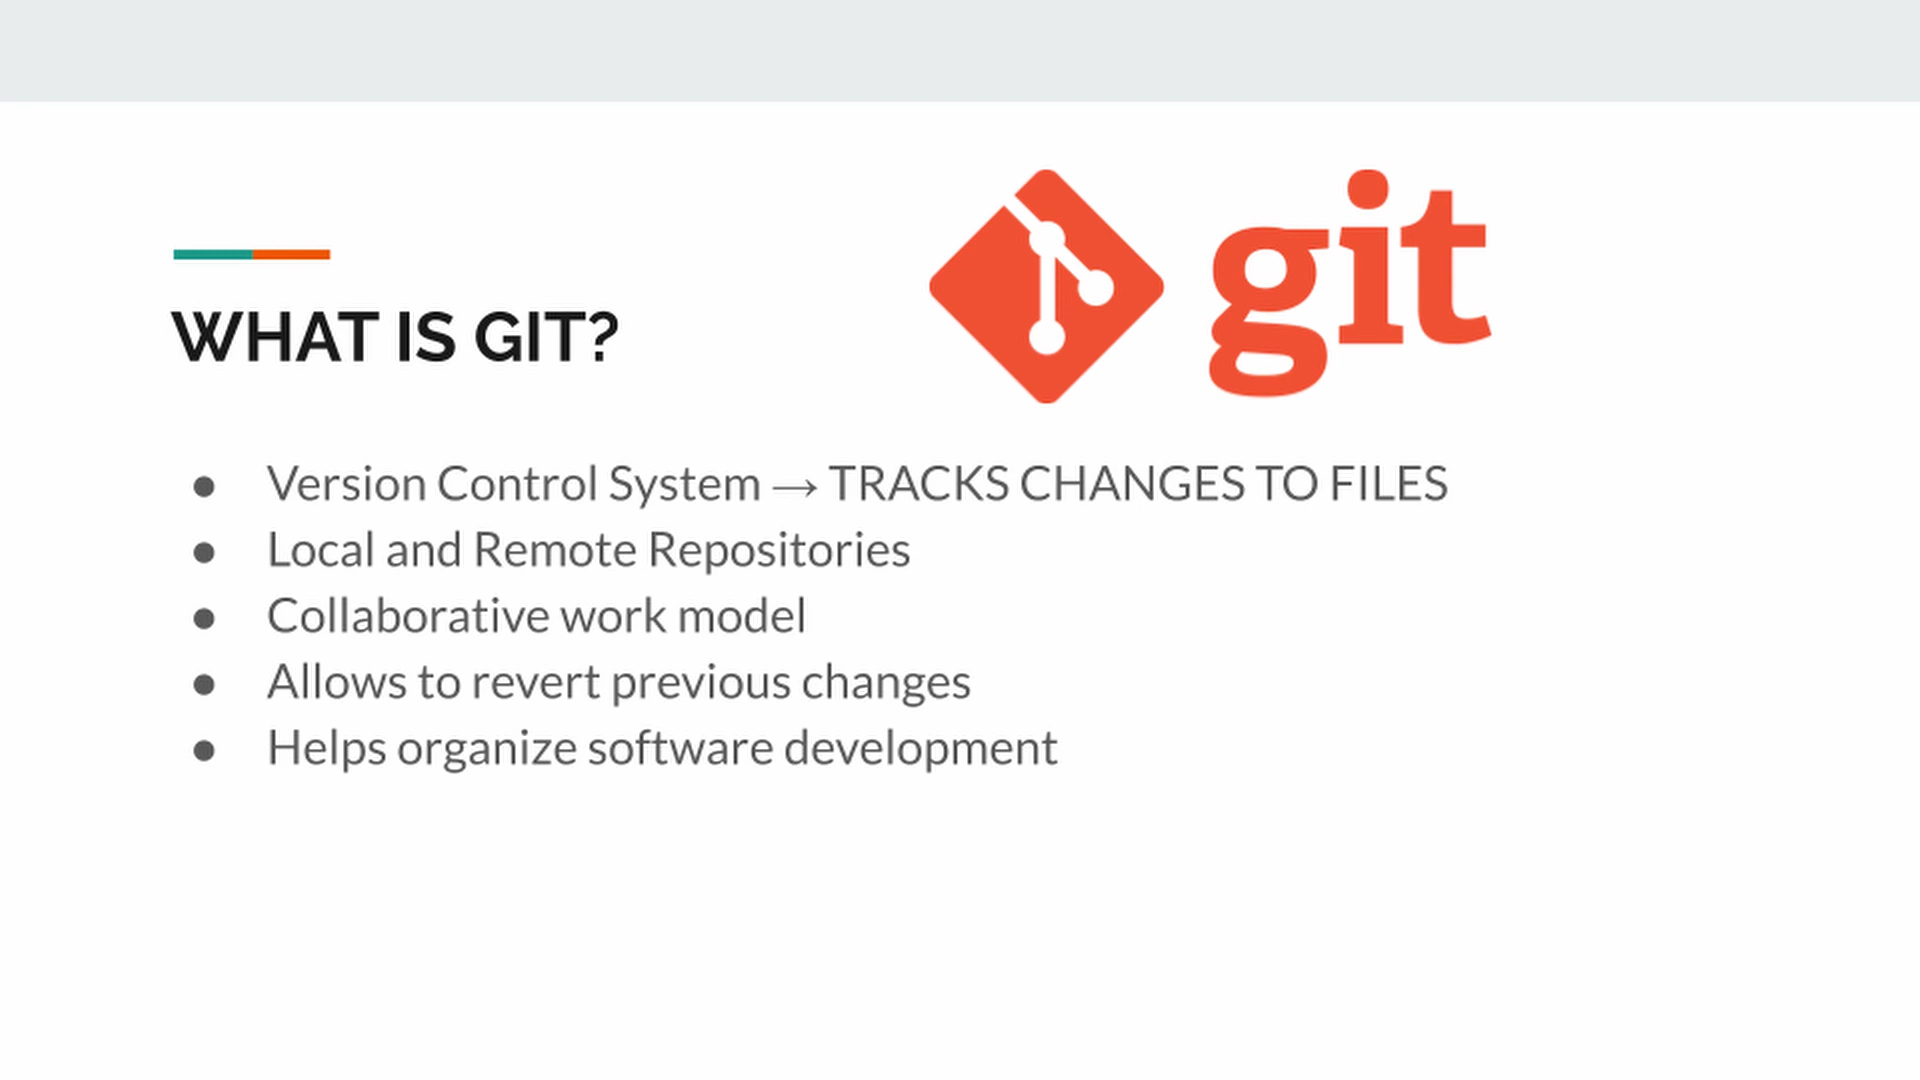 git
WHAT IS GIT?
● Version Control System → TRACKS CHANGES TO FILES
● Local and Remote Repositories
● Collaborative work model
● Allows to revert previous changes
● Helps organize software development